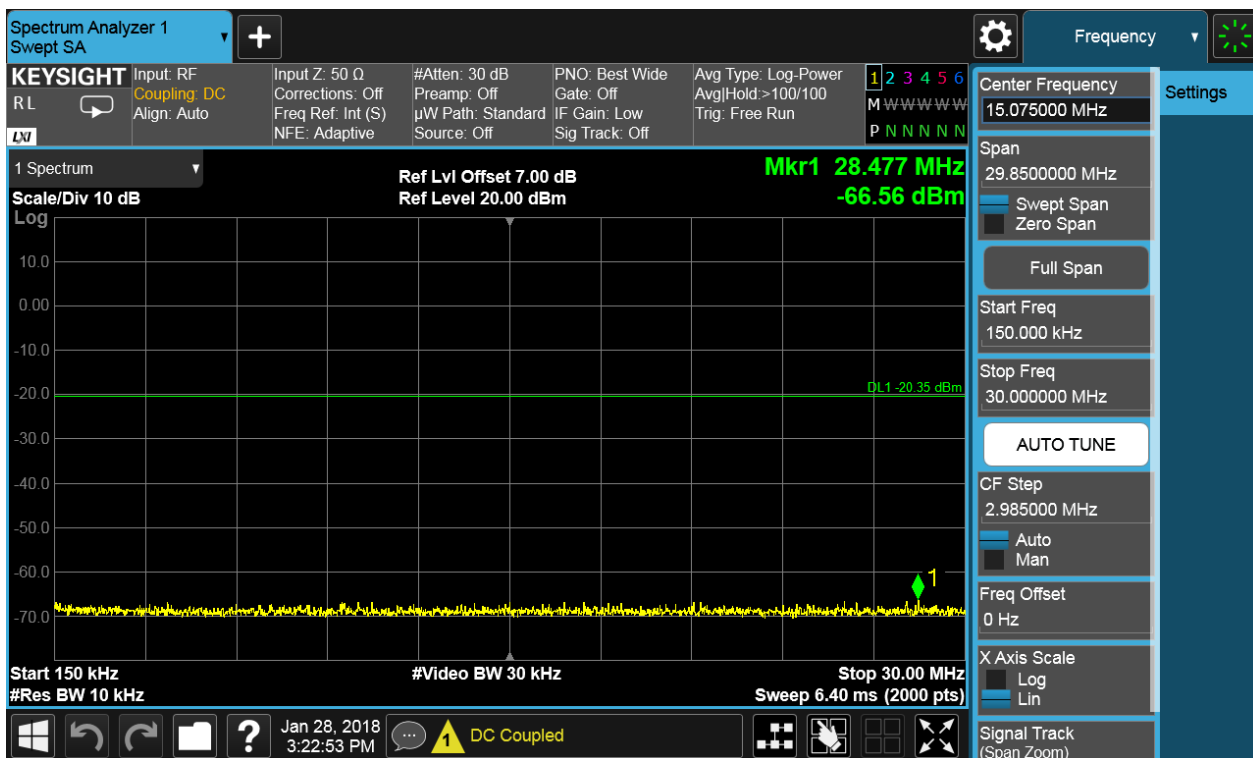 Spectrum Analyzer 1
Swept SA
Frequency
KEYSIGHT
R L
LXI
Input: RF
Coupling: DC
Align: Auto
Input Z: 50 Ω
Corrections: Off
Freq Ref: Int (S)
NFE: Adaptive
#Atten: 30 dB
Preamp: Off
µW Path: Standard
Source: Off
PNO: Best Wide
Gate: Off
IF Gain: Low
Sig Track: Off
Avg Type: Log-Power
Avg|Hold:>100/100
Trig: Free Run
1 2 3 4 5 6
M W W W W W
P N N N N N
1 Spectrum
Scale/Div 10 dB
Ref Lvl Offset 7.00 dB
Ref Level 20.00 dBm
Mkr1 28.477 MHz
-66.56 dBm
Log
10.0
0.00
-10.0
-20.0
-30.0
-40.0
-50.0
-60.0
-70.0
DL1 -20.35 dBm
1
Start 150 kHz
#Res BW 10 kHz
#Video BW 30 kHz
Stop 30.00 MHz
Sweep 6.40 ms (2000 pts)
Center Frequency
15.075000 MHz
Span
29.8500000 MHz
Swept Span
Zero Span
Full Span
Start Freq
150.000 kHz
Stop Freq
30.000000 MHz
AUTO TUNE
CF Step
2.985000 MHz
Auto
Man
Freq Offset
0 Hz
X Axis Scale
Log
Lin
Signal Track
(Span Zoom)
Settings
?
Jan 28, 2018
3:22:53 PM
1
DC Coupled